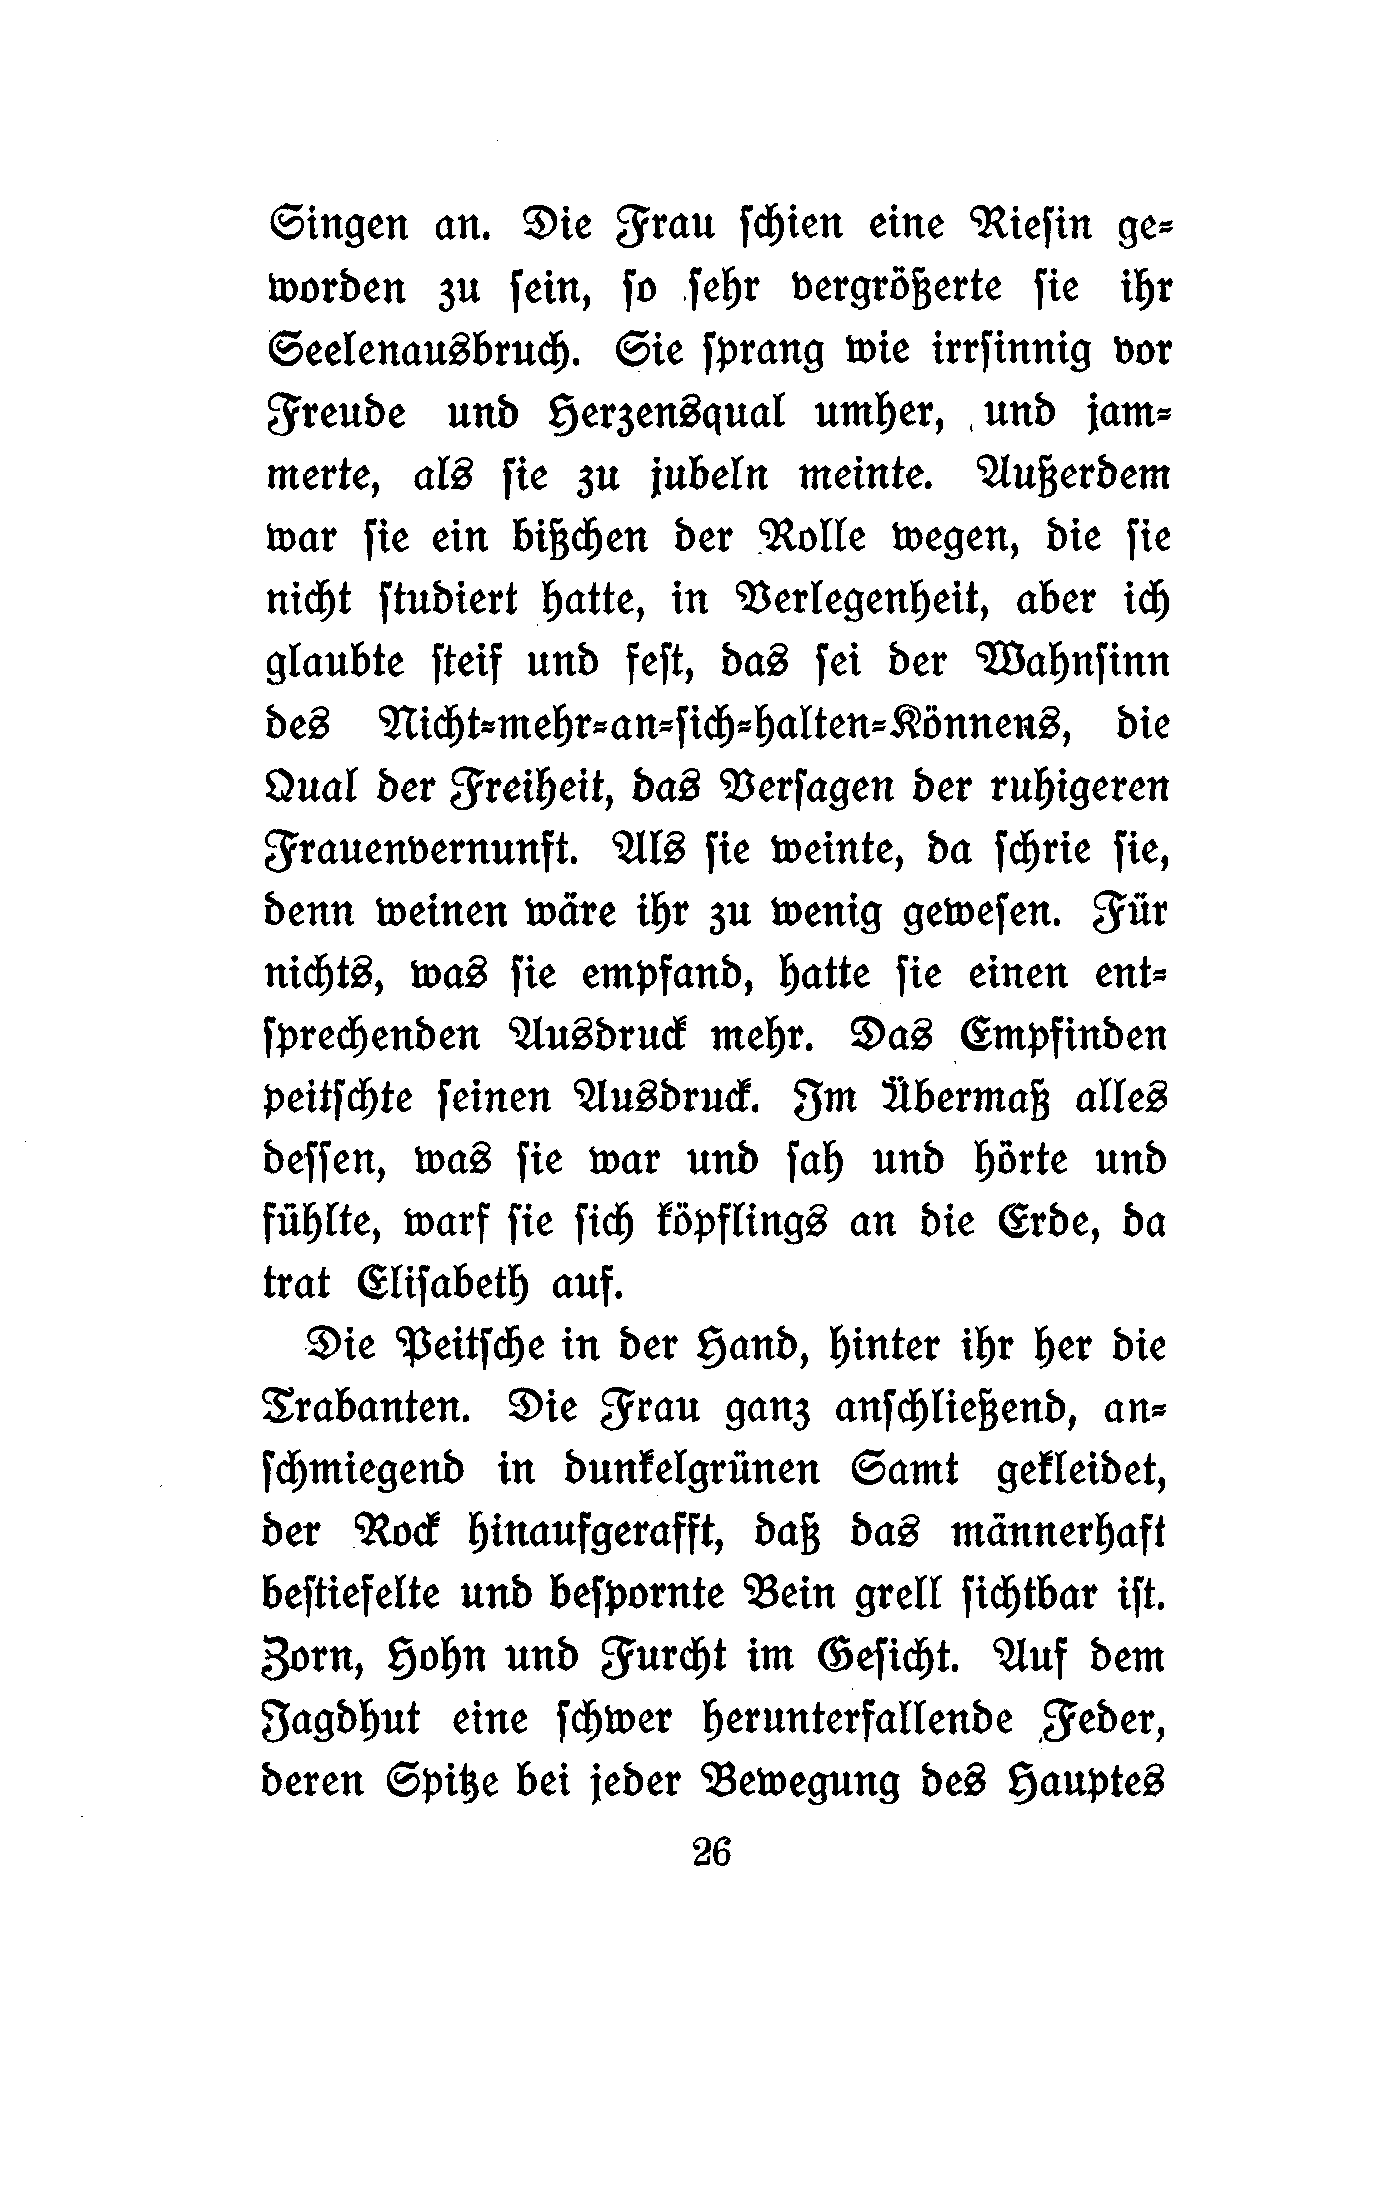 Singen an. Die Frau ſchien eine Rieſin ge⸗
worden zu ſein, ſo ſehr vergrößerte ſie ihr
Seelenausbruch. Sie ſprang wie irrſinnig vor
Freude und Herzensqual umher, und jam⸗
merte, als ſie zu jubeln meinte. Außerdem
war ſie ein bißchen der Rolle wegen, die ſie
nicht ſtudiert hatte, in Verlegenheit, aber ich
glaubte ſteif und feſt, das ſei der Wahnſinn
des Nicht⸗mehr⸗an⸗ſich⸗halten⸗Könnens, die
Qual der Freiheit, das Verſagen der ruhigeren
Frauenvernunft. Als ſie weinte, da ſchrie ſie,
denn weinen wäre ihr zu wenig geweſen. Für
nichts, was ſie empfand, hatte ſie einen ent⸗
ſprechenden Ausdruck mehr. Das Empfinden
peitſchte ſeinen Ausdruck. Im Übermaß alles
deſſen, was ſie war und ſah und hörte und
fühlte, warf ſie ſich köpflings an die Erde, da
trat Eliſabeth auf.
Die Peitſche in der Hand, hinter ihr her die
Trabanten. Die Frau ganz anſchließend, an⸗
ſchmiegend in dunkelgrünen Samt gekleidet,
der Rock hinaufgerafft, daß das männerhaft
beſtiefelte und beſpornte Bein grell ſichtbar iſt.
Zorn, Hohn und Furcht im Geſicht. Auf dem
Jagdhut eine ſchwer herunterfallende Feder,
deren Spitze bei jeder Bewegung des Hauptes
26